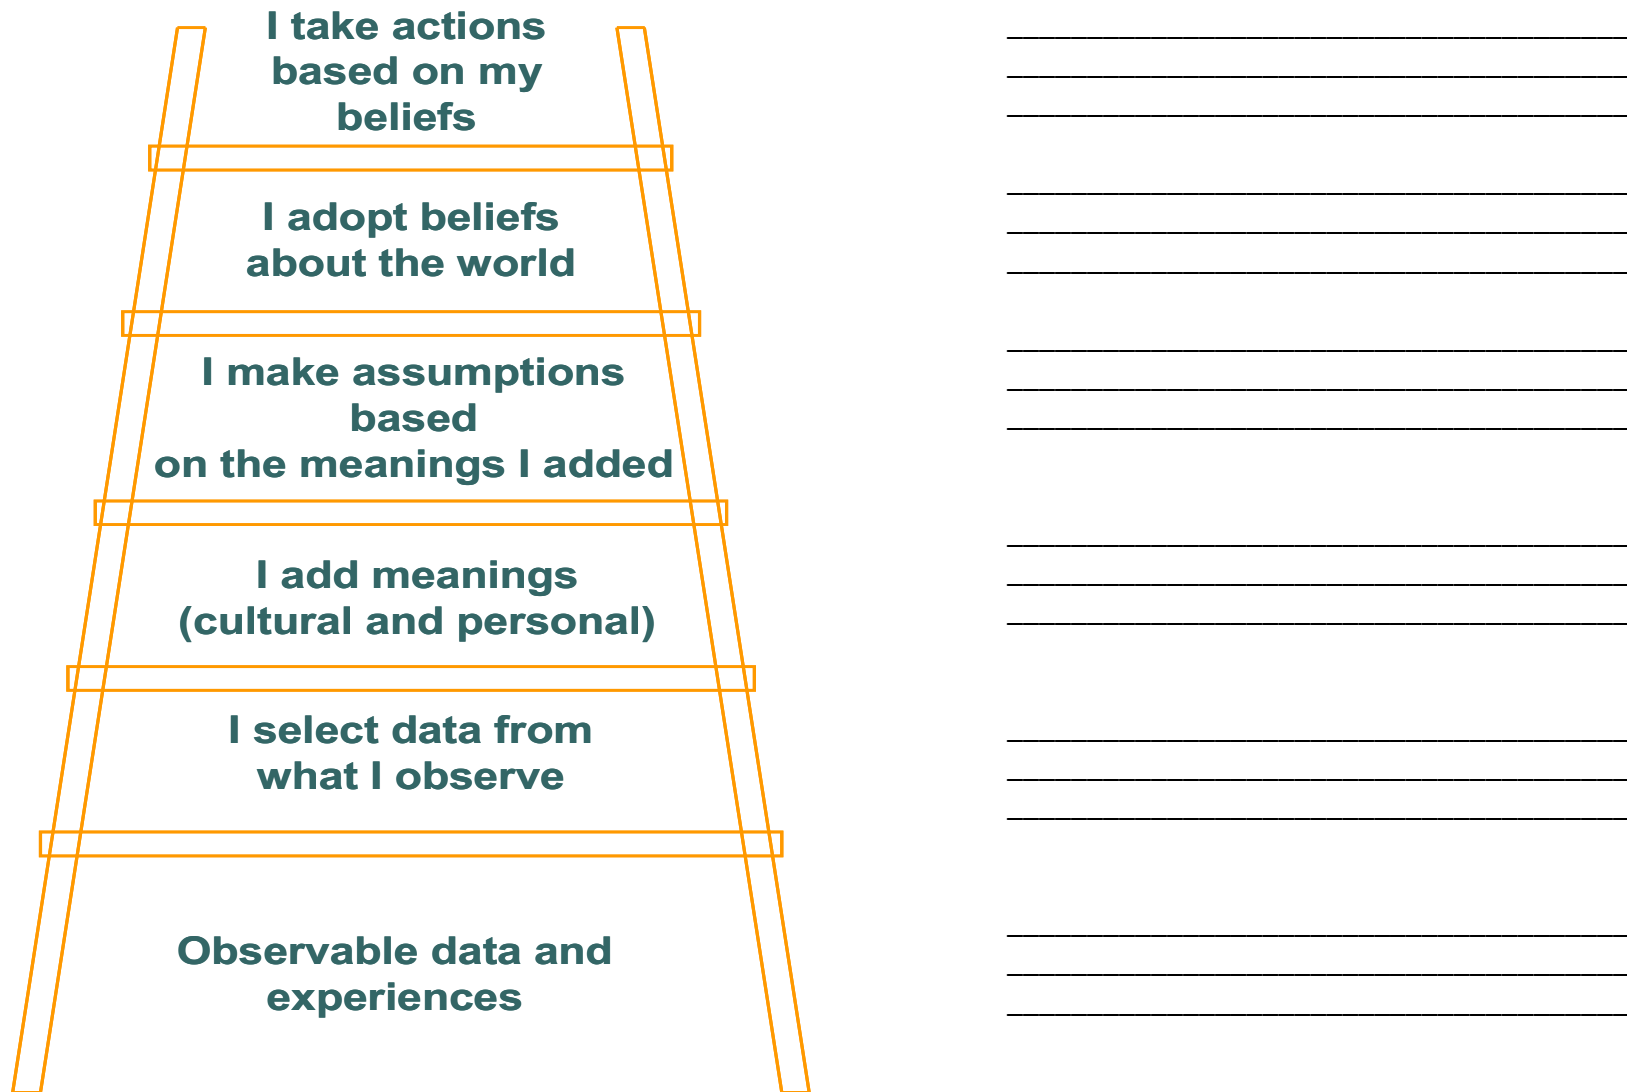 I take actions
based on my
beliefs
I adopt beliefs
about the world
I make assumptions
based
on the meanings I added
I add meanings
(cultural and personal)
I select data from
what I observe
Observable data and
experiences